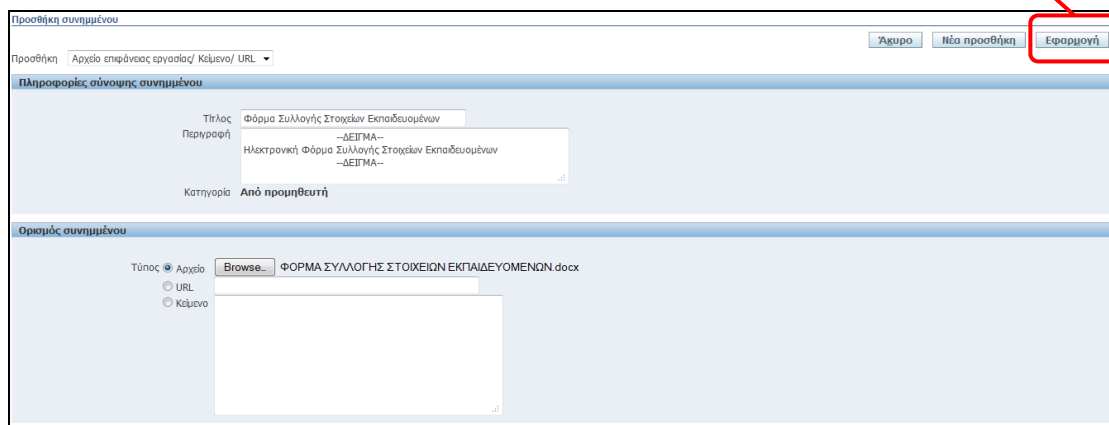 Προσθήκη συνημμένου
Άκυρο Νέα προσθήκη Εφαρμογή
Προσθήκη Αρχείο επιφάνειας εργασίας/ Κείμενο/ URL
Πληροφορίες σύνοψης συνημμένου
Τίτλος Φόρμα Συλλογής Στοιχείων Εκπαιδευομένων
Περιγραφή --ΔΕΙΓΜΑ--
Ηλεκτρονική Φόρμα Συλλογής Στοιχείων Εκπαιδευομένων
--ΔΕΙΓΜΑ--
Κατηγορία Από προμηθευτή
Ορισμός συνημμένου
Τύπος Αρχείο Browse... ΦΟΡΜΑ ΣΥΛΛΟΓΗΣ ΣΤΟΙΧΕΙΩΝ ΕΚΠΑΙΔΕΥΟΜΕΝΩΝ.docx
URL
Κείμενο